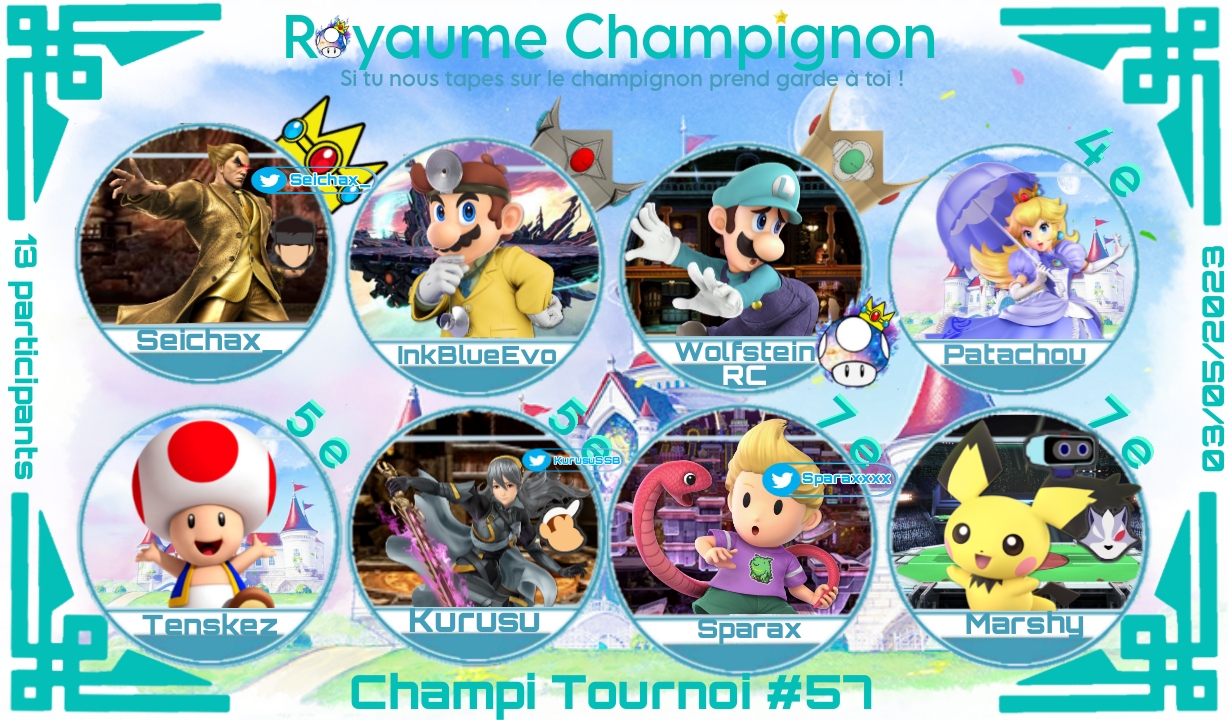 Royaume Champignon
Si tu nous tapes sur le champignon prend garde à toi !
Seichax_
Seichax_
InkBlueEvo
Wolfstein
RC
4e
Patachou
13 participants
03/05/2023
5e
Tenskez
5e
KurusuSSB
Kurusu
7e
Sparaxxxx
Sparax
7e
Marshy
Champi Tournoi #57